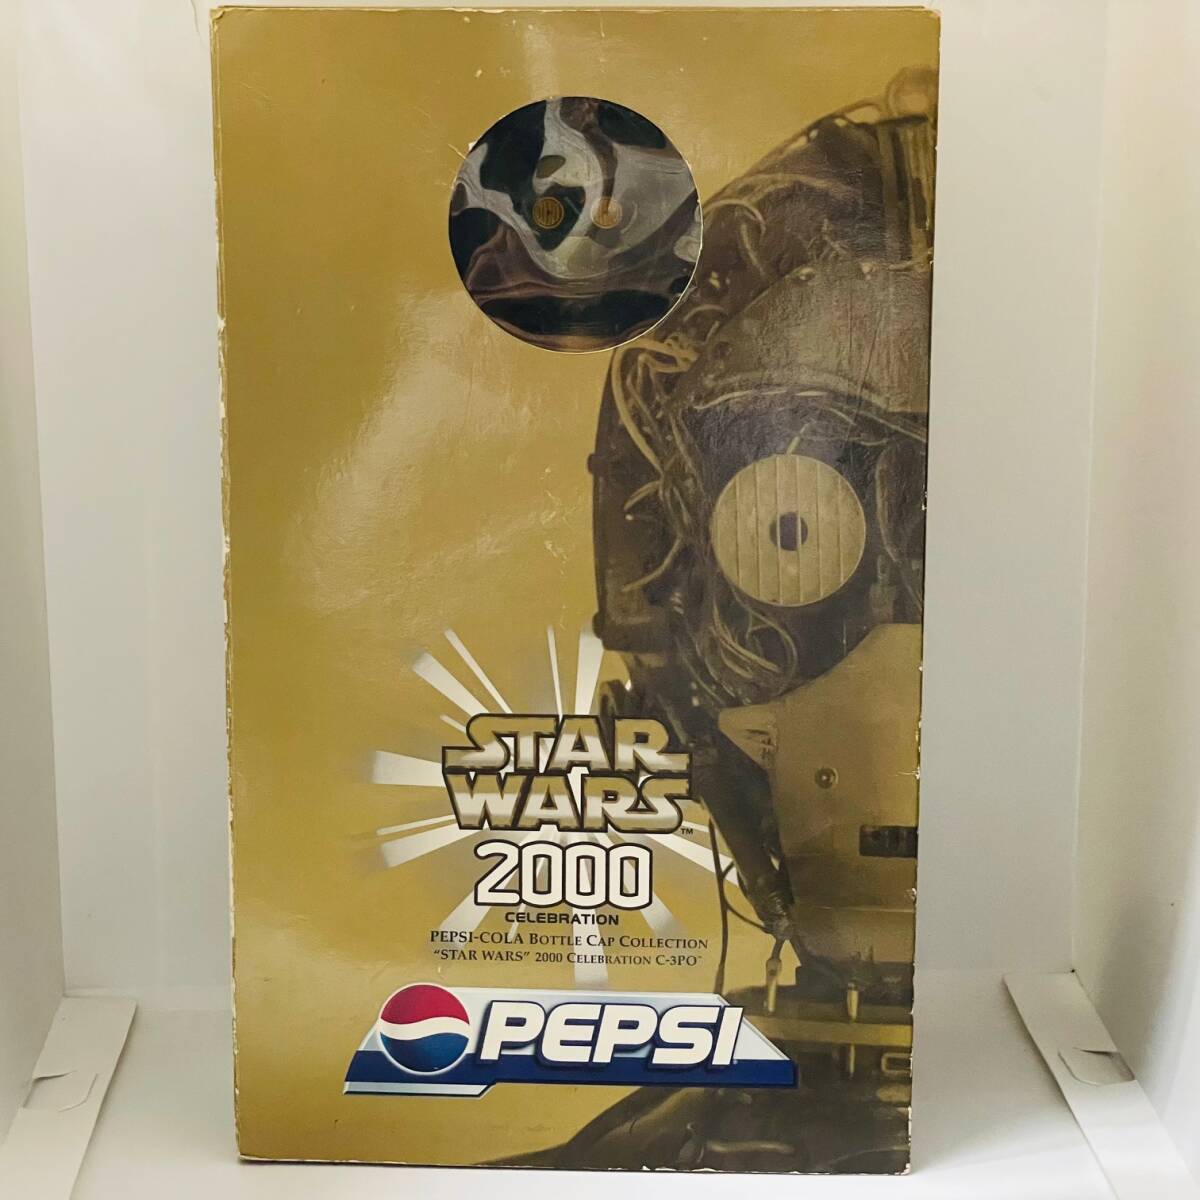 STAR
WARS™
2000
CELEBRATION
PEPSI-COLA BOTTLE CAP COLLECTION
"STAR WARS" 2000 CELEBRATION C-3PO™
PEPSI